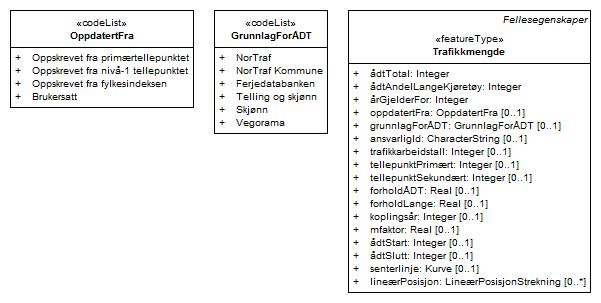 «codeList»
OppdatertFra
+ Oppskrevet fra primærtellepunktet
+ Oppskrevet fra nivå-1 tellepunktet
+ Oppskrevet fra fylkesindeksen
+ Brukersatt
«codeList»
GrunnlagForÅDT
+ NorTraf
+ NorTraf Kommune
+ Ferjedatabanken
+ Telling og skjønn
+ Skjønn
+ Vegorama
Fellesegenskaper
«featureType»
Trafikkmengde
+ ådtTotal: Integer
+ ådtAndelLangeKjøretøy: Integer
+ årGjelderFor: Integer
+ oppdatertFra: OppdatertFra [0..1]
+ grunnlagForÅDT: GrunnlagForÅDT [0..1]
+ ansvarligId: CharacterString [0..1]
+ trafikkarbeidstall: Integer [0..1]
+ tellepunktPrimært: Integer [0..1]
+ tellepunktSekundært: Integer [0..1]
+ forholdÅDT: Real [0..1]
+ forholdLange: Real [0..1]
+ koplingsår: Integer [0..1]
+ mfaktor: Real [0..1]
+ ådtStart: Integer [0..1]
+ ådtSlutt: Integer [0..1]
+ senterlinje: Kurve [0..1]
+ lineærPosisjon: LineærPosisjonStrekning [0..*]